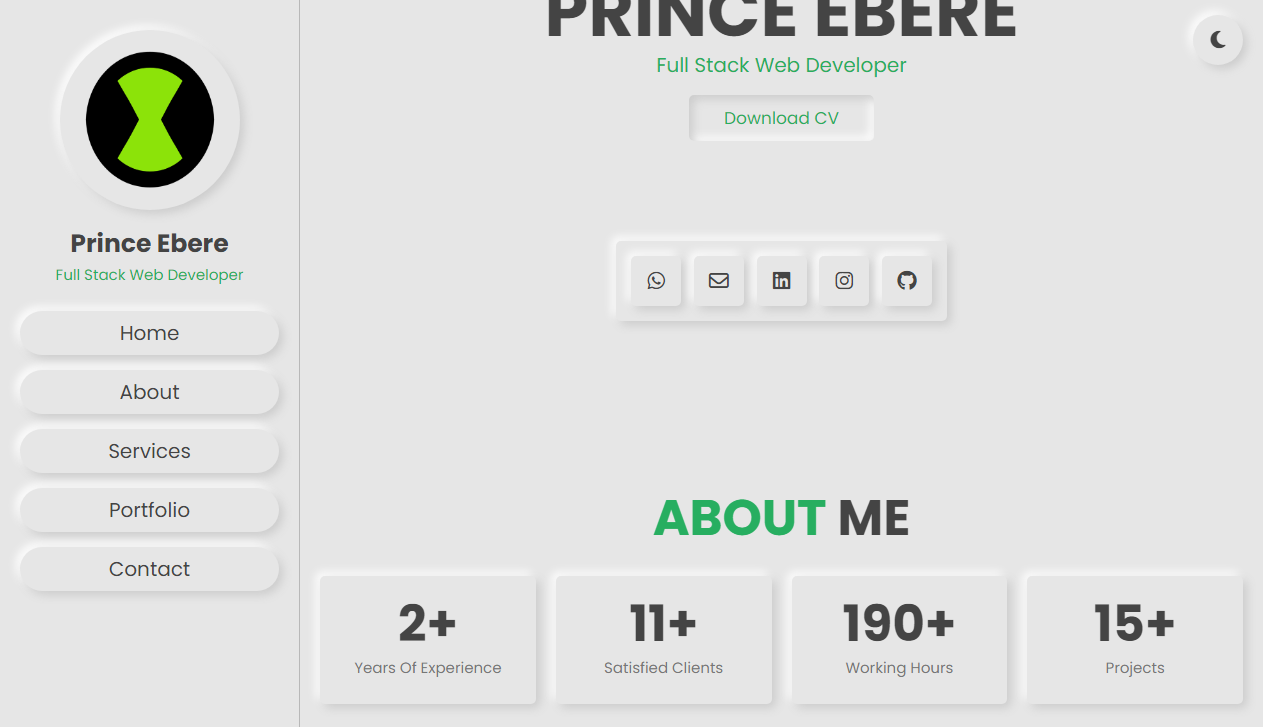 Prince Ebere
Full Stack Web Developer
Home
About
Services
Portfolio
Contact
PRINCE EBERE
Full Stack Web Developer
Download CV
ABOUT ME
2+
Years Of Experience
11+
Satisfied Clients
190+
Working Hours
15+
Projects